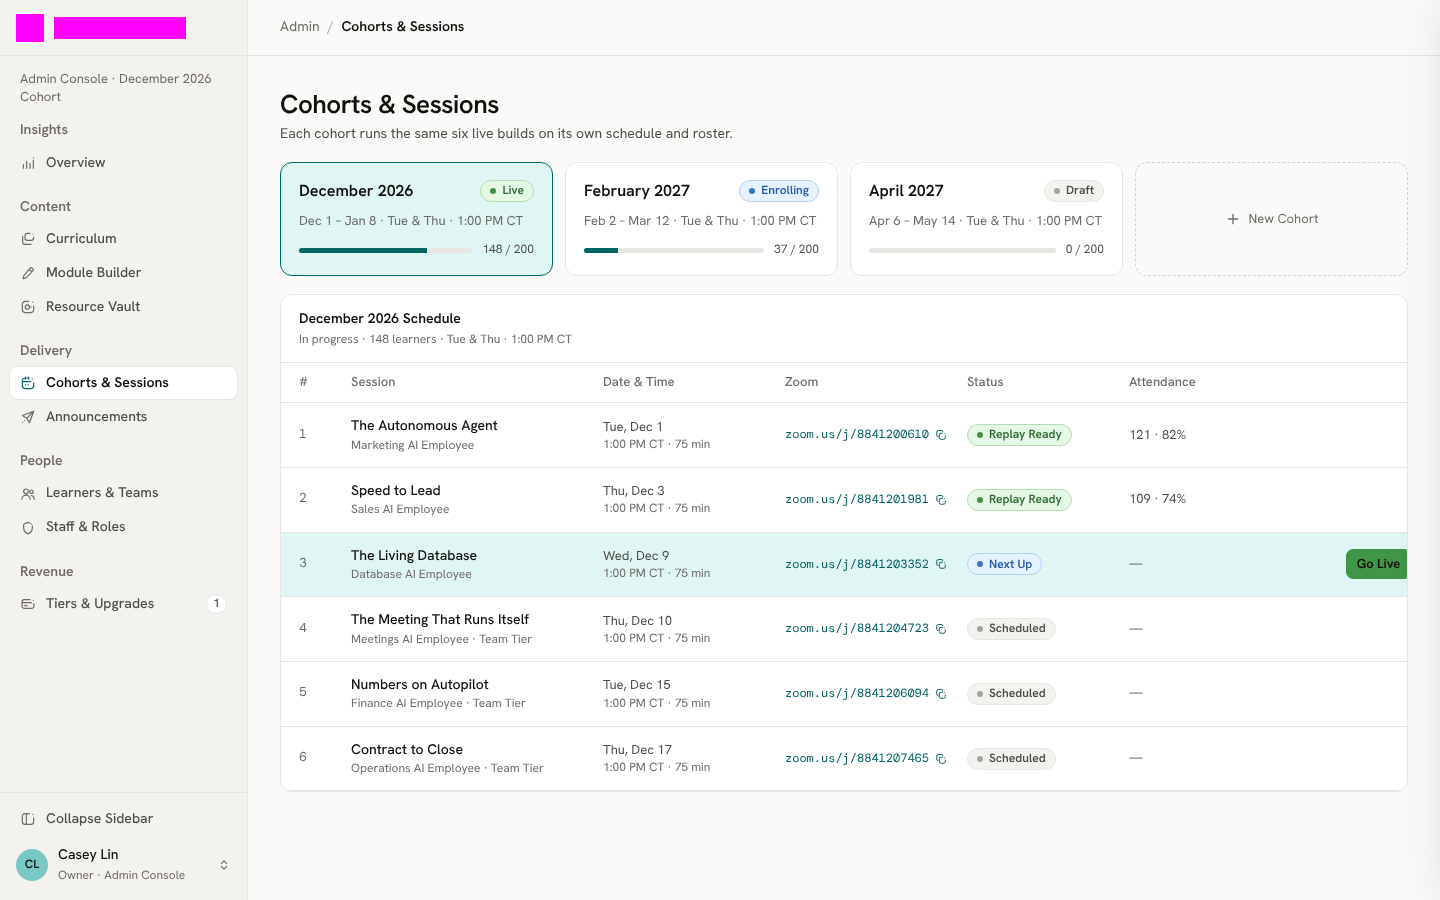 Admin / Cohorts & Sessions
Admin Console · December 2026
Cohort
Insights
Overview
Content
Curriculum
Module Builder
Resource Vault
Delivery
Cohorts & Sessions
Announcements
People
Learners & Teams
Staff & Roles
Revenue
Tiers & Upgrades 1
Collapse Sidebar
CL
Casey Lin
Owner · Admin Console
Cohorts & Sessions
Each cohort runs the same six live builds on its own schedule and roster.
December 2026 Live
Dec 1 – Jan 8 · Tue & Thu · 1:00 PM CT
148 / 200
February 2027 Enrolling
Feb 2 – Mar 12 · Tue & Thu · 1:00 PM CT
37 / 200
April 2027 Draft
Apr 6 – May 14 · Tue & Thu · 1:00 PM CT
0 / 200
New Cohort
December 2026 Schedule
In progress · 148 learners · Tue & Thu · 1:00 PM CT
# Session Date & Time Zoom Status Attendance
1 The Autonomous Agent Tue, Dec 1 zoom.us/j/8841200610 Replay Ready 121 · 82%
Marketing AI Employee 1:00 PM CT · 75 min
2 Speed to Lead Thu, Dec 3 zoom.us/j/8841201981 Replay Ready 109 · 74%
Sales AI Employee 1:00 PM CT · 75 min
3 The Living Database Wed, Dec 9 zoom.us/j/8841203352 Next Up — Go Live
Database AI Employee 1:00 PM CT · 75 min
4 The Meeting That Runs Itself Thu, Dec 10 zoom.us/j/8841204723 Scheduled —
Meetings AI Employee · Team Tier 1:00 PM CT · 75 min
5 Numbers on Autopilot Tue, Dec 15 zoom.us/j/8841206094 Scheduled —
Finance AI Employee · Team Tier 1:00 PM CT · 75 min
6 Contract to Close Thu, Dec 17 zoom.us/j/8841207465 Scheduled —
Operations AI Employee · Team Tier 1:00 PM CT · 75 min